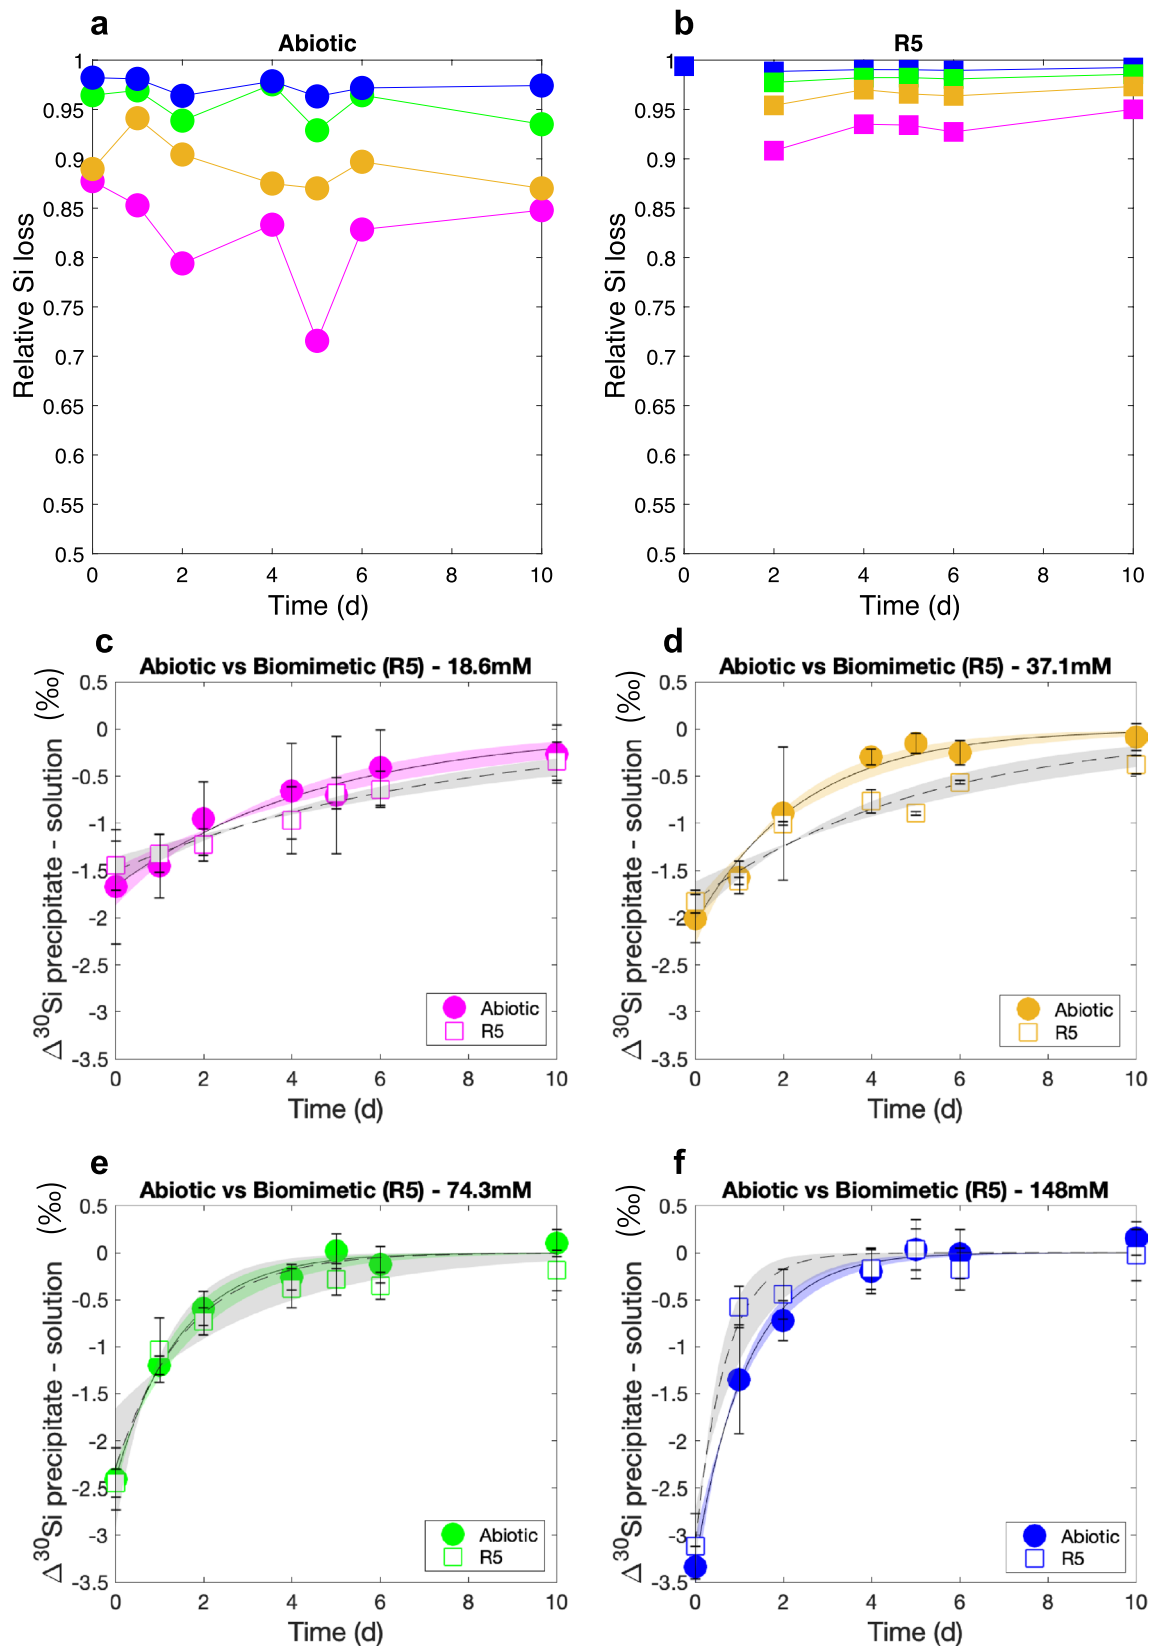 a
Abiotic
Relative Si loss
1
0.95
0.9
0.85
0.8
0.75
0.7
0.65
0.6
0.55
0.5
0 2 4 6 8 10
Time (d)
b
R5
Relative Si loss
1
0.95
0.9
0.85
0.8
0.75
0.7
0.65
0.6
0.55
0.5
0 2 4 6 8 10
Time (d)
c
Abiotic vs Biomimetic (R5) - 18.6mM
Δ³⁰Si precipitate - solution (‰)
0.5
0
-0.5
-1
-1.5
-2
-2.5
-3
-3.5
Abiotic
R5
0 2 4 6 8 10
Time (d)
d
Abiotic vs Biomimetic (R5) - 37.1mM
Δ³⁰Si precipitate - solution (‰)
0.5
0
-0.5
-1
-1.5
-2
-2.5
-3
-3.5
Abiotic
R5
0 2 4 6 8 10
Time (d)
e
Abiotic vs Biomimetic (R5) - 74.3mM
Δ³⁰Si precipitate - solution (‰)
0.5
0
-0.5
-1
-1.5
-2
-2.5
-3
-3.5
Abiotic
R5
0 2 4 6 8 10
Time (d)
f
Abiotic vs Biomimetic (R5) - 148mM
Δ³⁰Si precipitate - solution (‰)
0.5
0
-0.5
-1
-1.5
-2
-2.5
-3
-3.5
Abiotic
R5
0 2 4 6 8 10
Time (d)